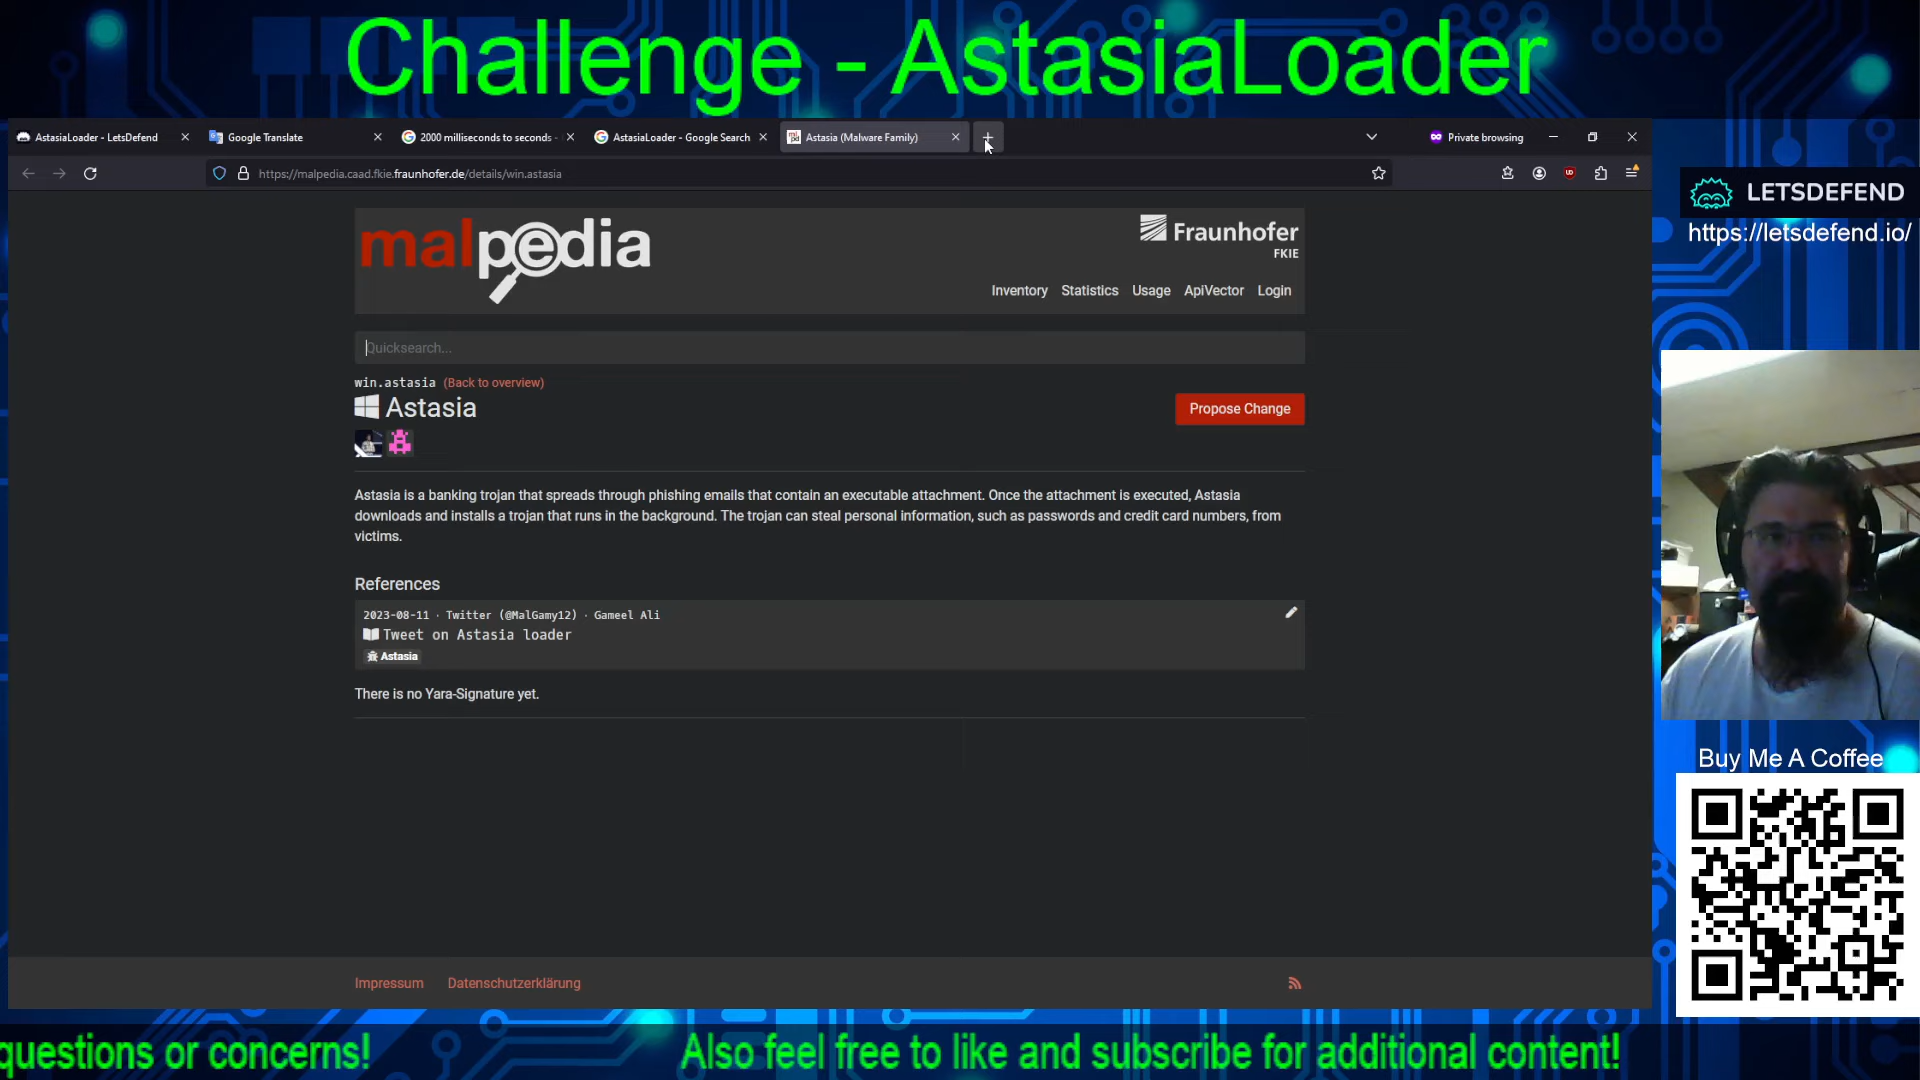 Challenge - AstasiaLoader
AstasiaLoader - LetsDefend
Google Translate
2000 milliseconds to seconds -
AstasiaLoader - Google Search
Astasia (Malware Family)
Private browsing
https://malpedia.caad.fkie.fraunhofer.de/details/win.astasia
malpedia
Fraunhofer
FKIE
Inventory Statistics Usage ApiVector Login
Quicksearch...
win.astasia (Back to overview)
Astasia
Propose Change
Astasia is a banking trojan that spreads through phishing emails that contain an executable attachment. Once the attachment is executed, Astasia
downloads and installs a trojan that runs in the background. The trojan can steal personal information, such as passwords and credit card numbers, from
victims.
References
2023-08-11 · Twitter (@MalGamy12) · Gameel Ali
Tweet on Astasia loader
Astasia
There is no Yara-Signature yet.
Impressum Datenschutzerklärung
LETSDEFEND
https://letsdefend.io/
Buy Me A Coffee
questions or concerns! Also feel free to like and subscribe for additional content!